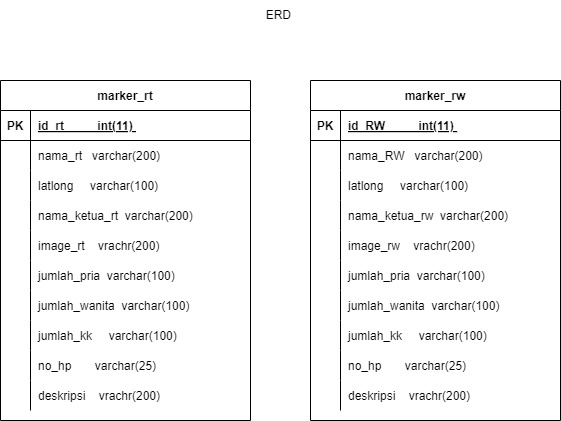 ERD
marker_rt
PK id_rt int(11)
nama_rt varchar(200)
latlong varchar(100)
nama_ketua_rt varchar(200)
image_rt vrachr(200)
jumlah_pria varchar(100)
jumlah_wanita varchar(100)
jumlah_kk varchar(100)
no_hp varchar(25)
deskripsi vrachr(200)
marker_rw
PK id_RW int(11)
nama_RW varchar(200)
latlong varchar(100)
nama_ketua_rw varchar(200)
image_rw vrachr(200)
jumlah_pria varchar(100)
jumlah_wanita varchar(100)
jumlah_kk varchar(100)
no_hp varchar(25)
deskripsi vrachr(200)